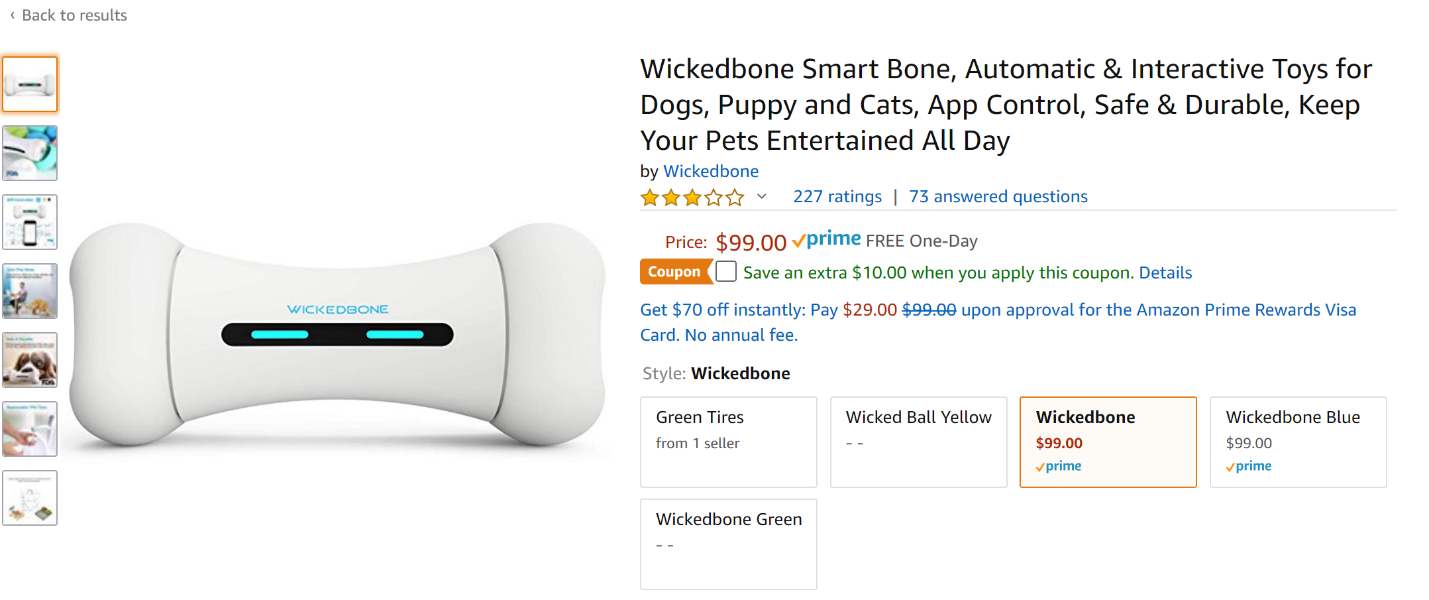 ‹ Back to results
Wickedbone Smart Bone, Automatic & Interactive Toys for
Dogs, Puppy and Cats, App Control, Safe & Durable, Keep
Your Pets Entertained All Day
by Wickedbone
227 ratings | 73 answered questions
Price: $99.00 prime FREE One-Day
Coupon Save an extra $10.00 when you apply this coupon. Details
Get $70 off instantly: Pay $29.00 $99.00 upon approval for the Amazon Prime Rewards Visa
Card. No annual fee.
Style: Wickedbone
Green Tires
from 1 seller
Wicked Ball Yellow
- -
Wickedbone
$99.00
prime
Wickedbone Blue
$99.00
prime
Wickedbone Green
- -
WICKEDBONE